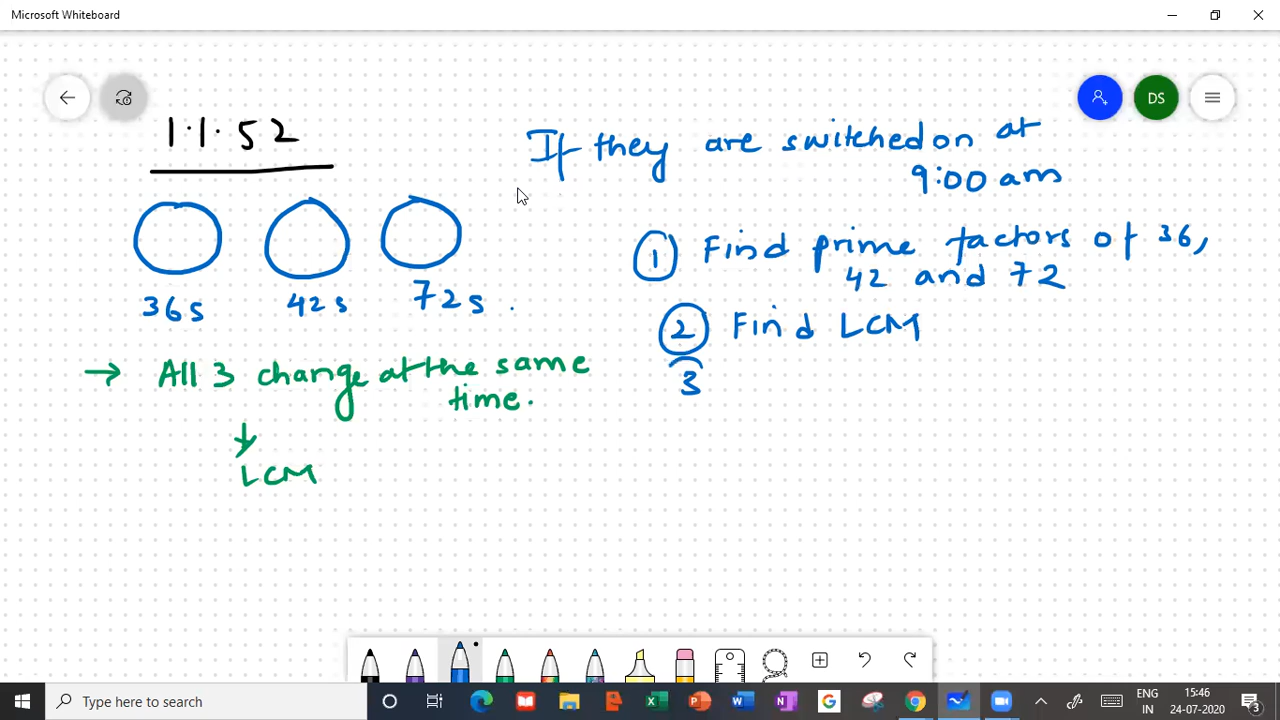 Microsoft Whiteboard
DS
1·1·52
36s 42s 72s.
→ All 3 change at the same
time.
LCM
If they are switched on at
9:00 am
1 Find prime factors of 36,
42 and 72
2 Find LCM
3
Type here to search
ENG
IN
15:46
24-07-2020
3